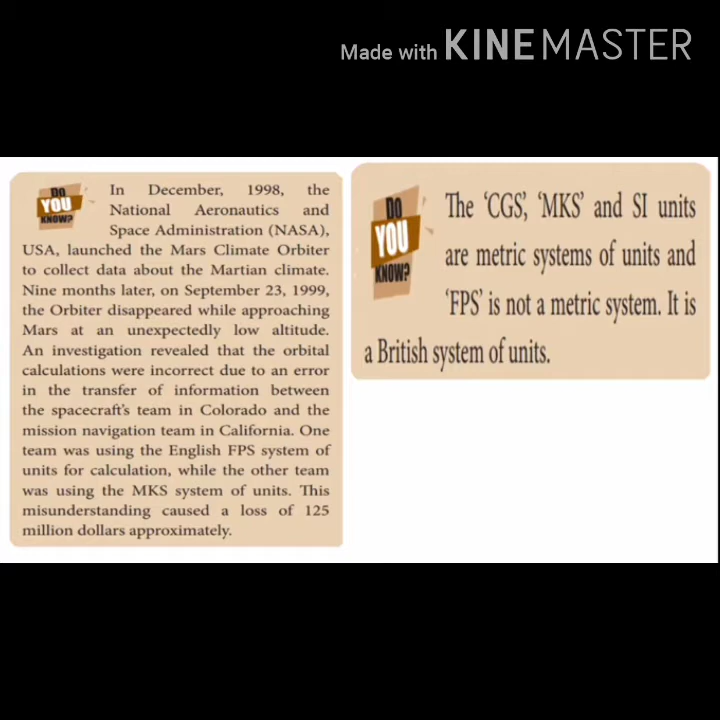 Made with KINEMASTER
DO
YOU
KNOW?
In December, 1998, the
National Aeronautics and
Space Administration (NASA),
USA, launched the Mars Climate Orbiter
to collect data about the Martian climate.
Nine months later, on September 23, 1999,
the Orbiter disappeared while approaching
Mars at an unexpectedly low altitude.
An investigation revealed that the orbital
calculations were incorrect due to an error
in the transfer of information between
the spacecraft's team in Colorado and the
mission navigation team in California. One
team was using the English FPS system of
units for calculation, while the other team
was using the MKS system of units. This
misunderstanding caused a loss of 125
million dollars approximately.
DO
YOU
KNOW?
The ‘CGS’, ‘MKS’ and SI units
are metric systems of units and
‘FPS’ is not a metric system. It is
a British system of units.